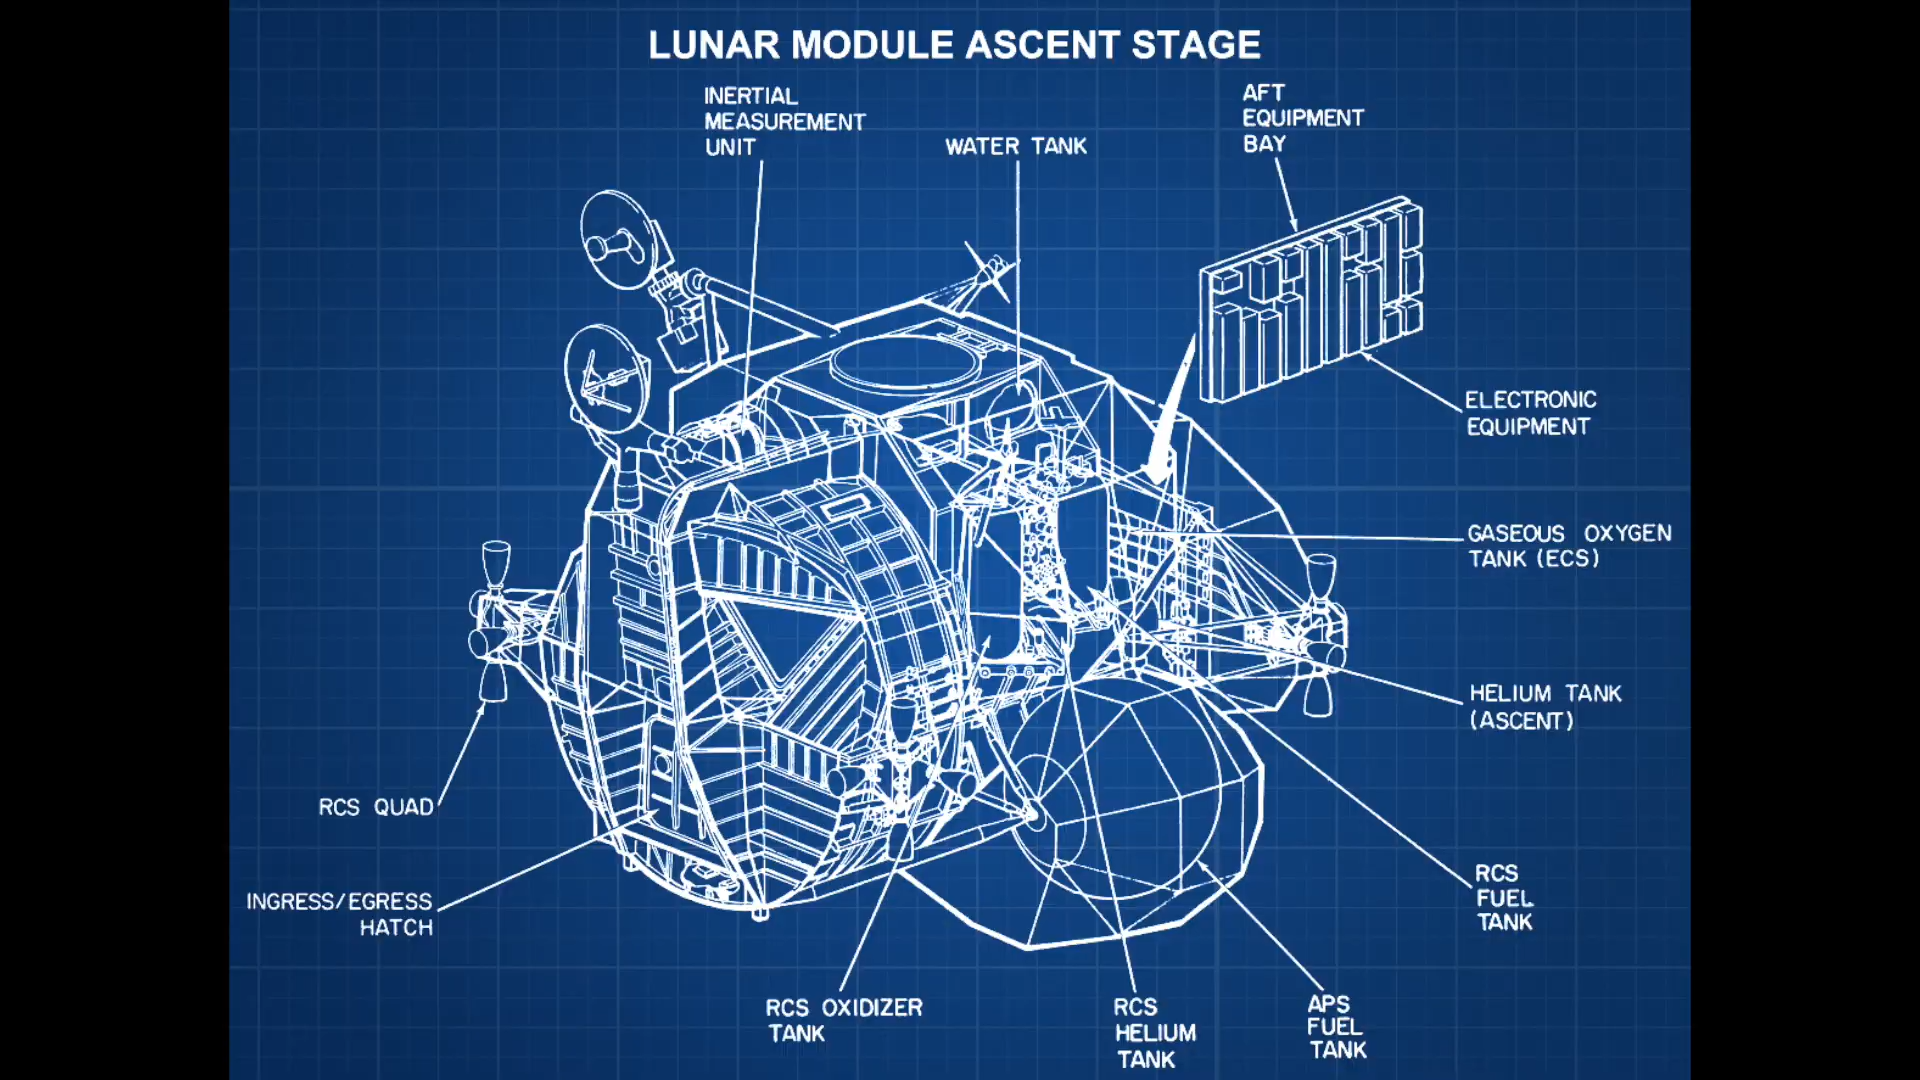 LUNAR MODULE ASCENT STAGE
INERTIAL
MEASUREMENT
UNIT
WATER TANK
AFT
EQUIPMENT
BAY
ELECTRONIC
EQUIPMENT
GASEOUS OXYGEN
TANK (ECS)
HELIUM TANK
(ASCENT)
RCS QUAD
INGRESS/EGRESS
HATCH
RCS OXIDIZER
TANK
RCS
HELIUM
TANK
APS
FUEL
TANK
RCS
FUEL
TANK